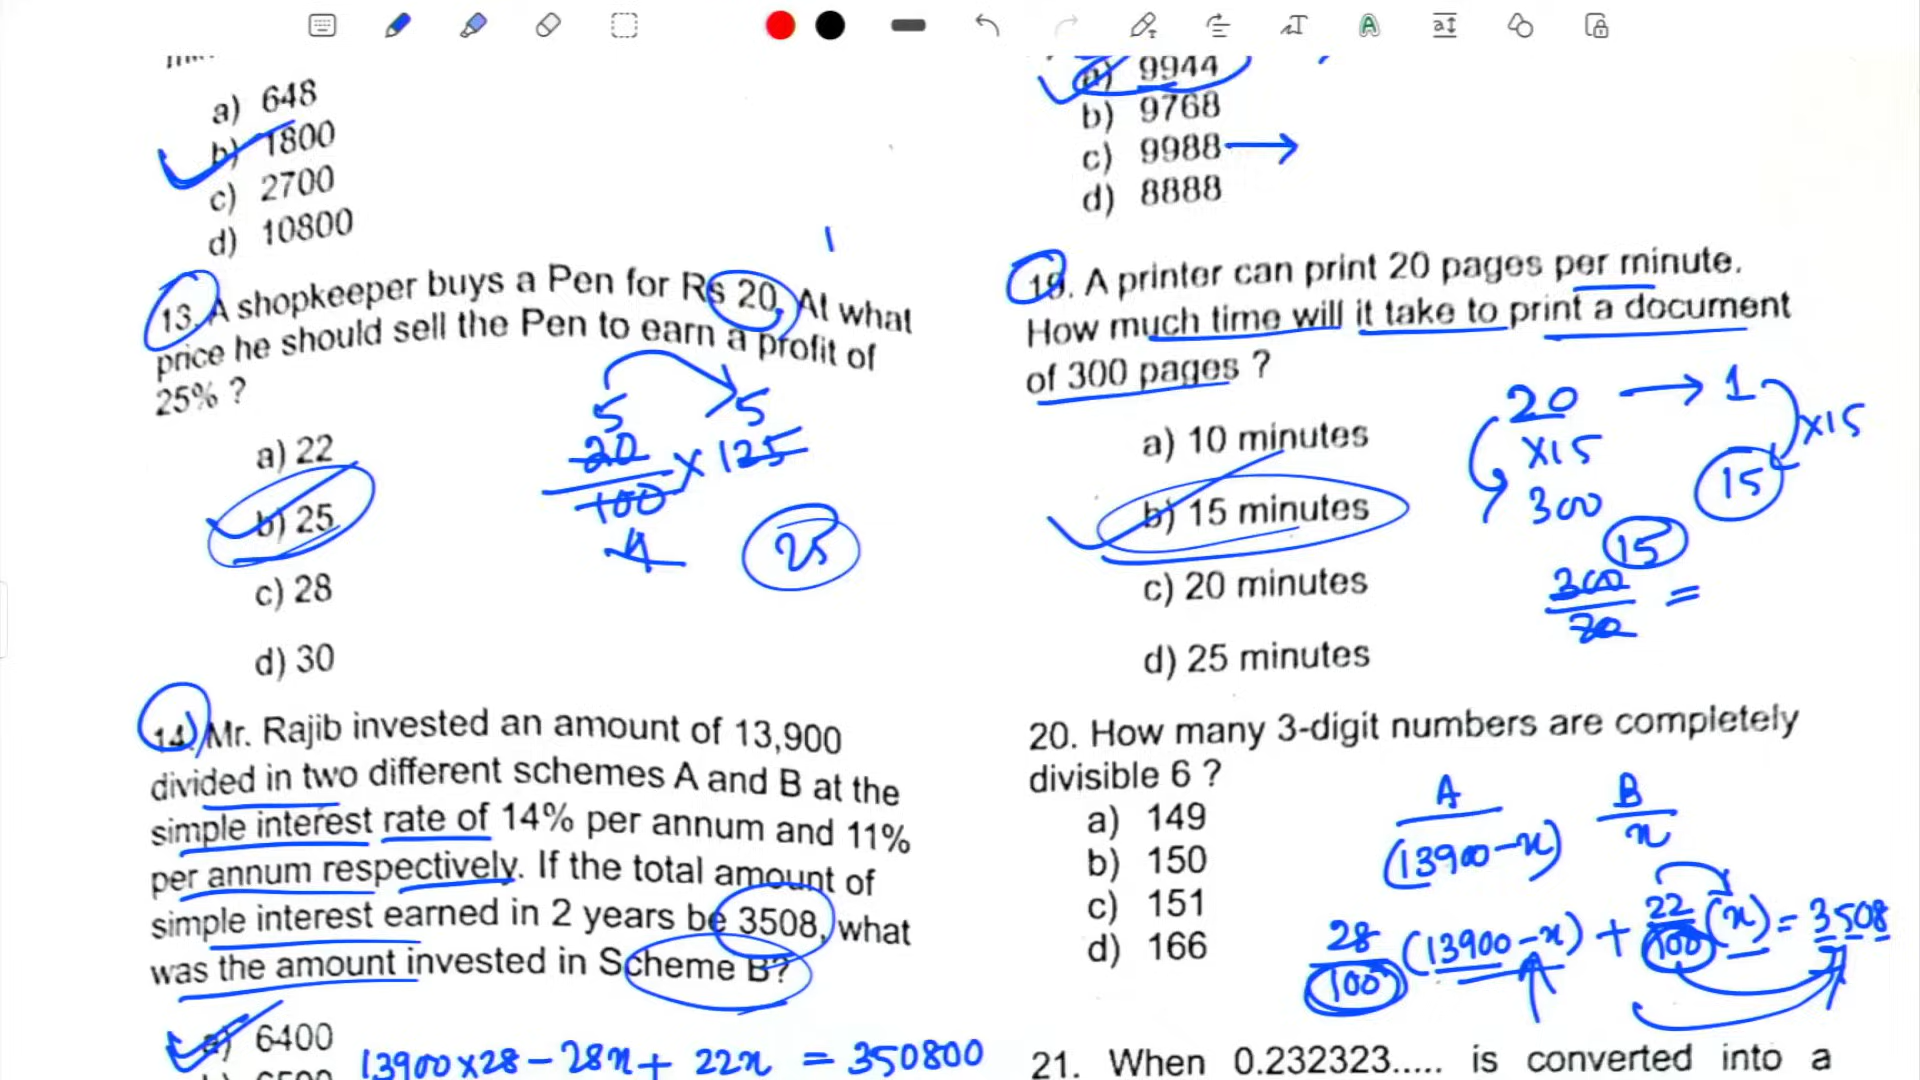 a) 648
b) 1800
c) 2700
d) 10800
13. A shopkeeper buys a Pen for Rs 20. At what
price he should sell the Pen to earn a profit of
25% ?
5 5
20/100 × 125
4
25
a) 22
b) 25
c) 28
d) 30
14. Mr. Rajib invested an amount of 13,900
divided in two different schemes A and B at the
simple interest rate of 14% per annum and 11%
per annum respectively. If the total amount of
simple interest earned in 2 years be 3508, what
was the amount invested in Scheme B?
a) 6400
13900×28 - 28x + 22x = 350800
a) 9944
b) 9768
c) 9988 →
d) 8888
19. A printer can print 20 pages per minute.
How much time will it take to print a document
of 300 pages ?
20 → 1
×15 ×15
300 15
15
300/20 =
a) 10 minutes
b) 15 minutes
c) 20 minutes
d) 25 minutes
20. How many 3-digit numbers are completely
divisible 6 ?
a) 149
b) 150
c) 151
d) 166
A B
(13900-x) x
28/100 (13900-x) + 22/100 (x) = 3508
21. When 0.232323..... is converted into a